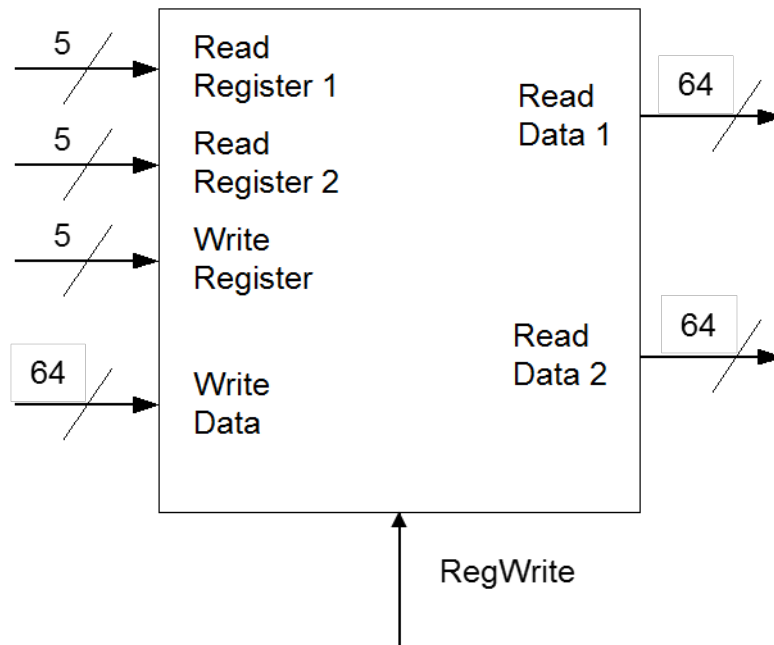 5
Read
Register 1
5
Read
Register 2
5
Write
Register
64
Write
Data
Read
Data 1
64
Read
Data 2
64
RegWrite